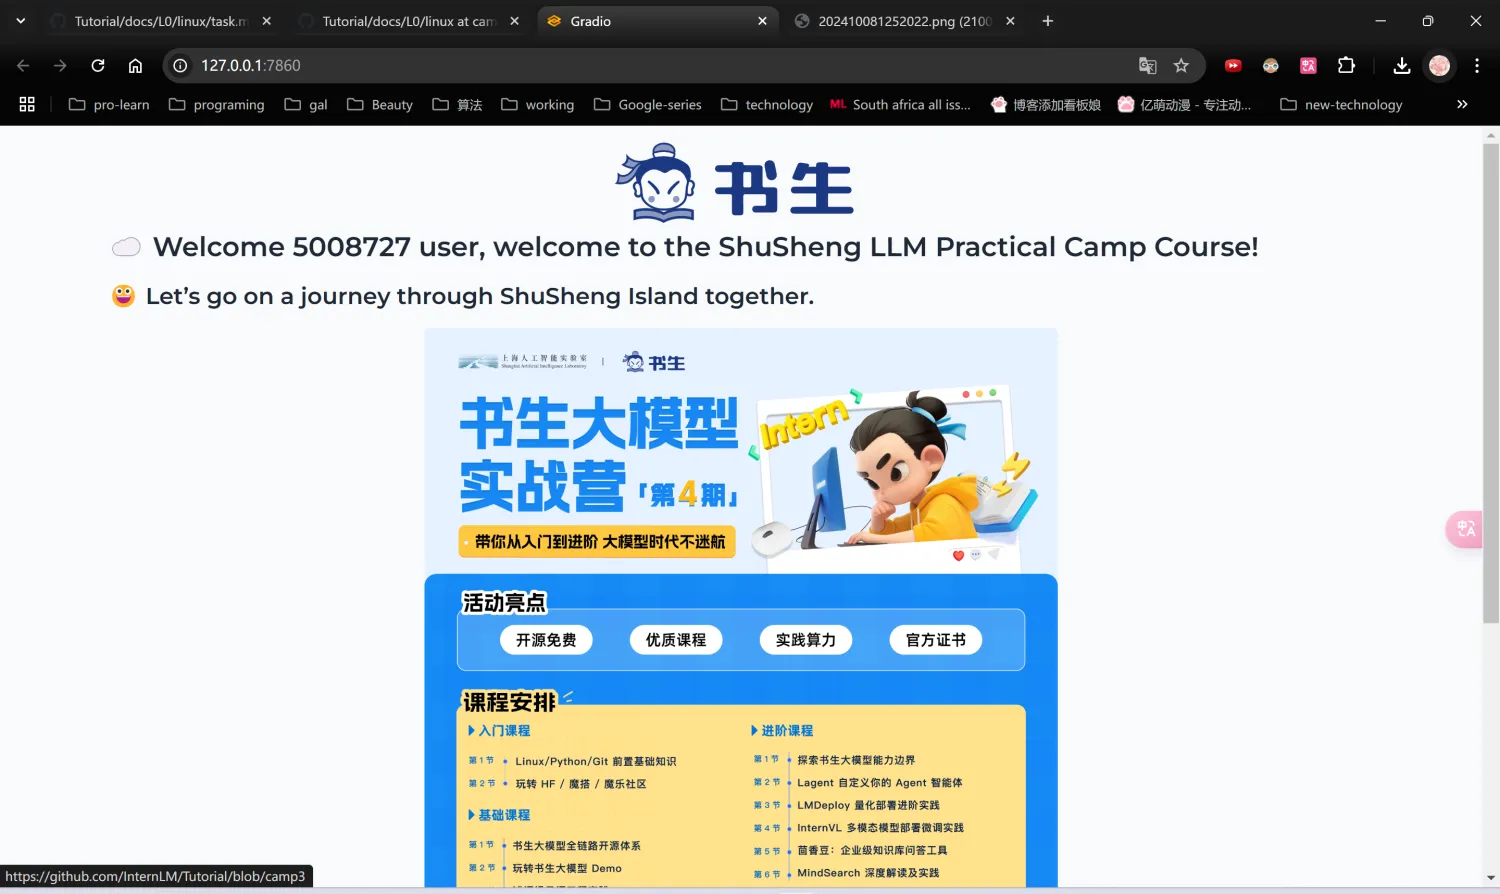 Tutorial/docs/L0/linux/task.m
Tutorial/docs/L0/linux at cam
Gradio
202410081252022.png (2100
127.0.0.1:7860
pro-learn
programing
gal
Beauty
算法
working
Google-series
technology
ML South africa all iss...
博客添加看板娘
亿萌动漫 - 专注动...
new-technology
书生
Welcome 5008727 user, welcome to the ShuSheng LLM Practical Camp Course!
Let's go on a journey through ShuSheng Island together.
上海人工智能实验室
Shanghai Artificial Intelligence Laboratory
书生
书生大模型
实战营「第4期」
带你从入门到进阶 大模型时代不迷航
Intern
活动亮点
开源免费
优质课程
实践算力
官方证书
课程安排
入门课程
第1节 Linux/Python/Git 前置基础知识
第2节 玩转 HF / 魔搭 / 魔乐社区
基础课程
第1节 书生大模型全链路开源体系
第2节 玩转书生大模型 Demo
进阶课程
第1节 探索书生大模型能力边界
第2节 Lagent 自定义你的 Agent 智能体
第3节 LMDeploy 量化部署进阶实践
第4节 InternVL 多模态模型部署微调实践
第5节 茴香豆：企业级知识库问答工具
第6节 MindSearch 深度解读及实践
https://github.com/InternLM/Tutorial/blob/camp3